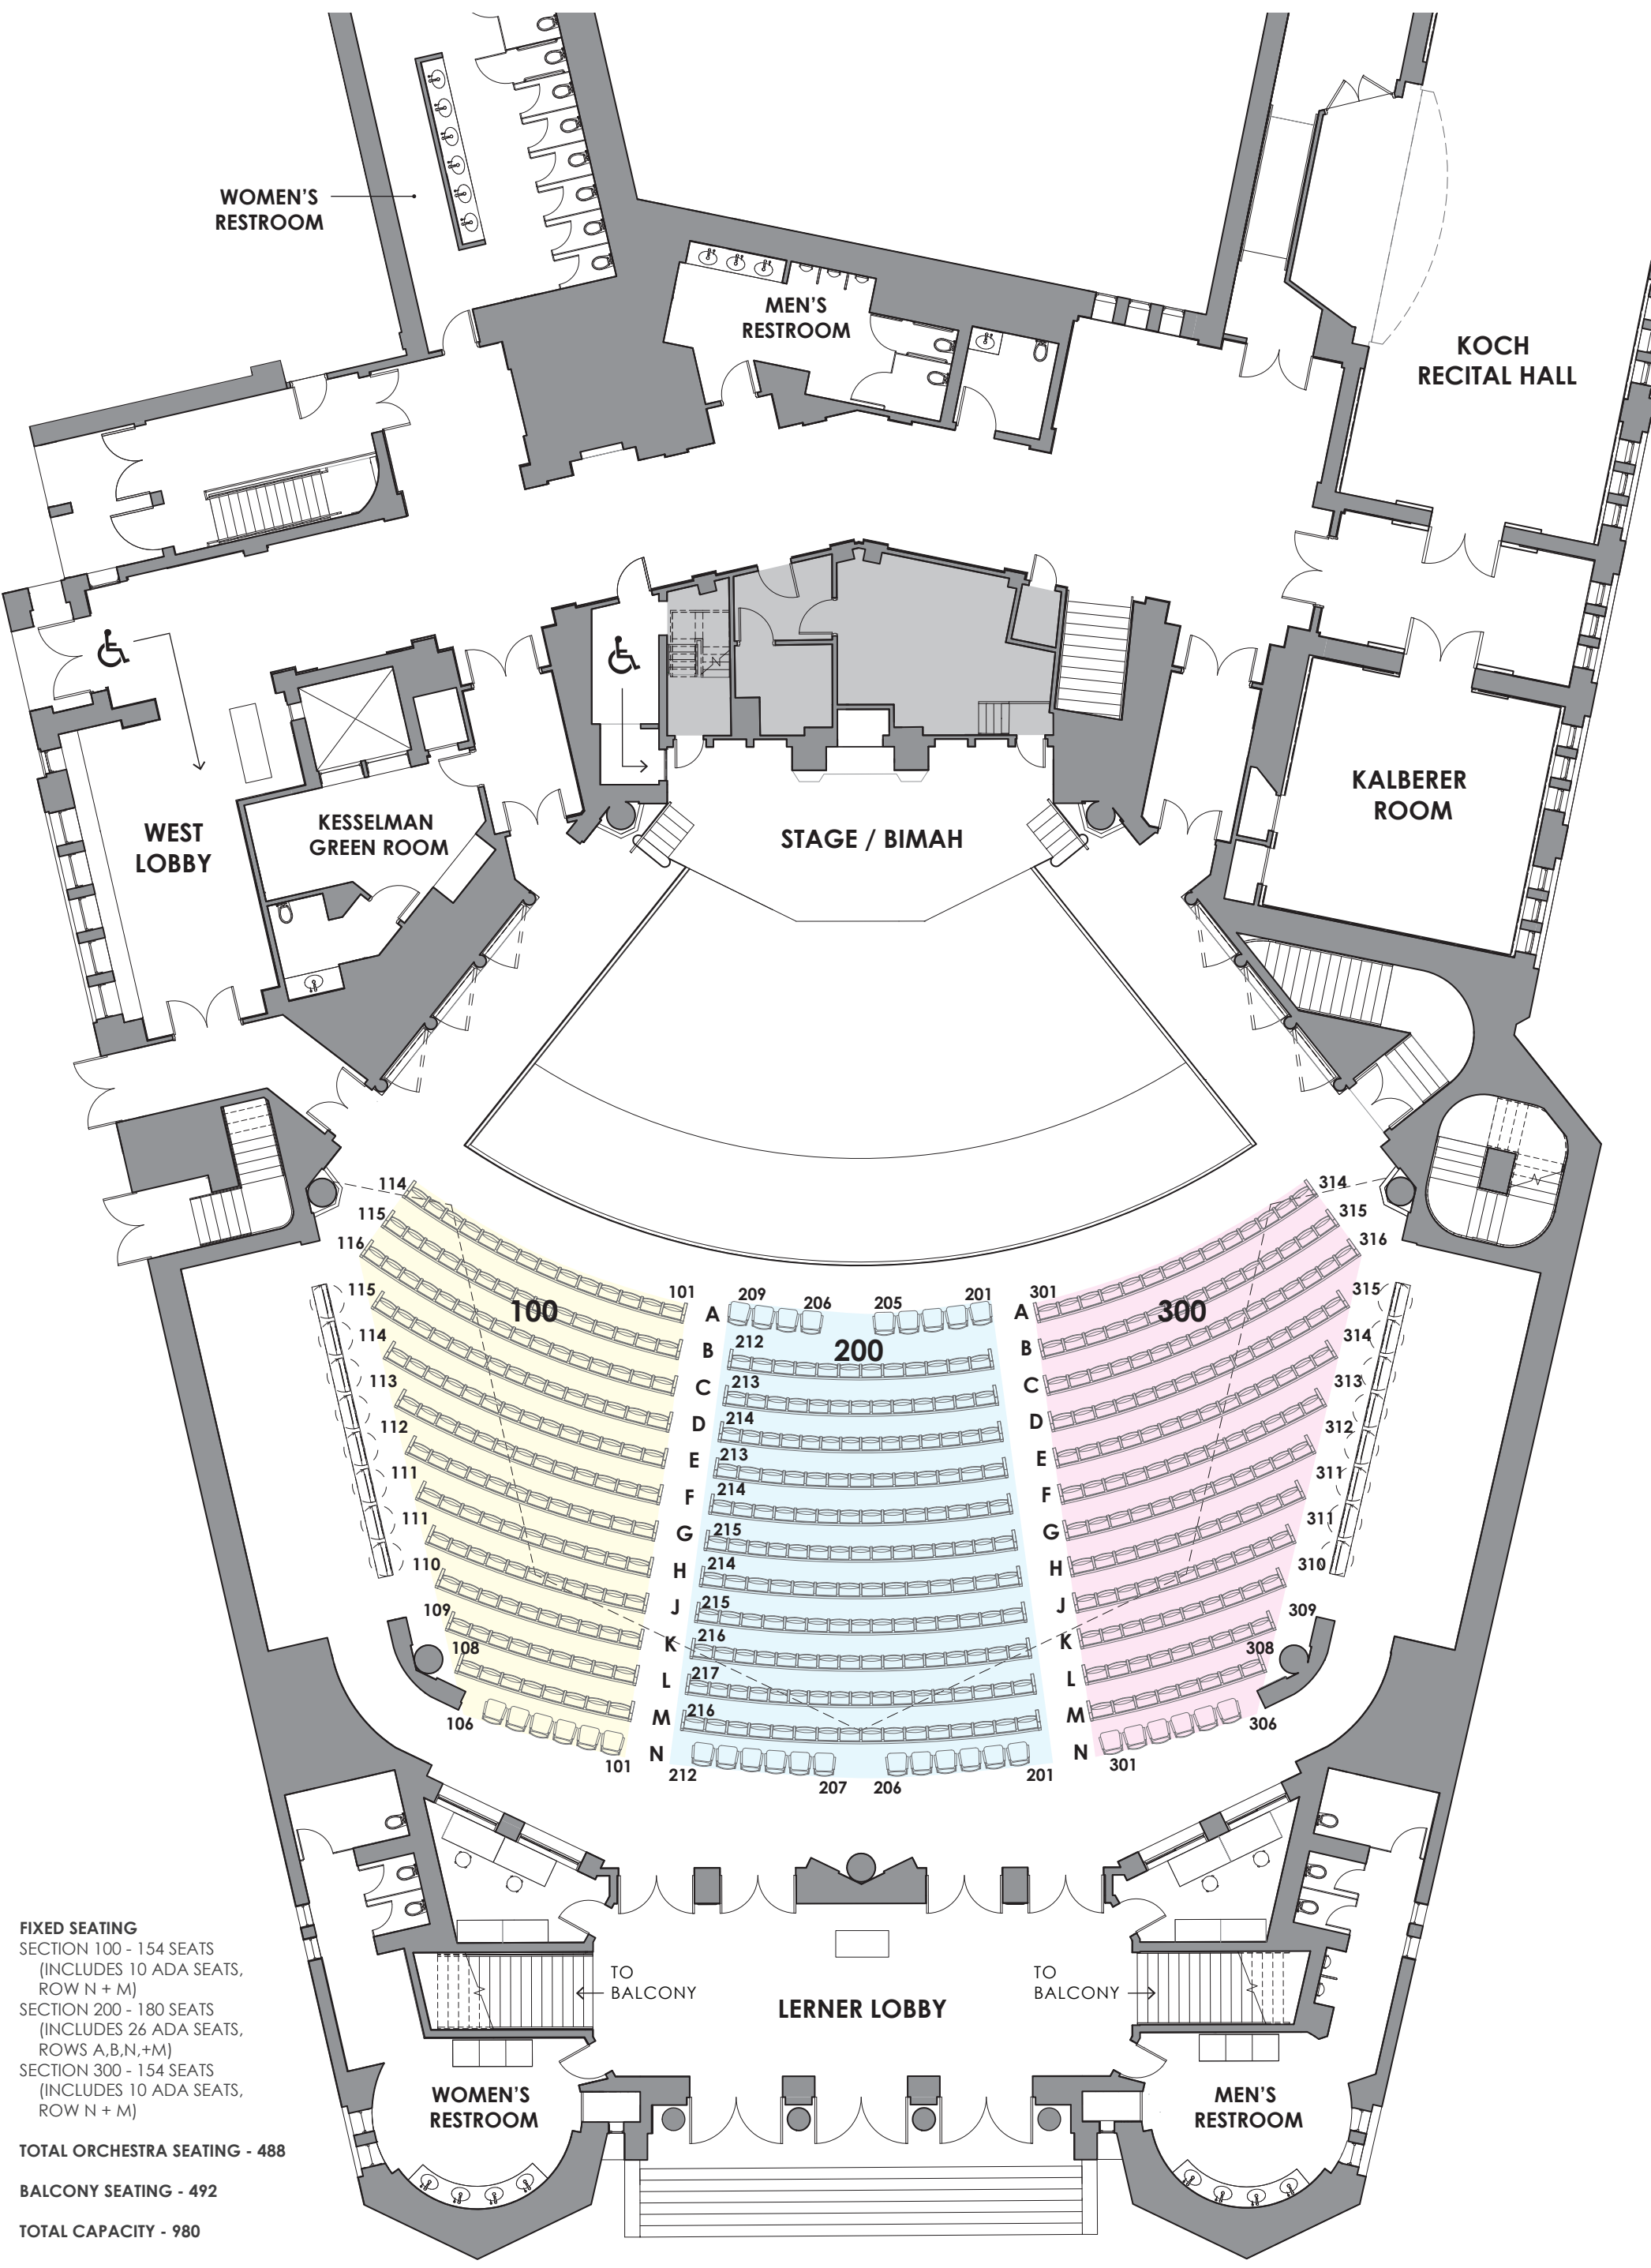 WOMEN'S
RESTROOM
MEN'S
RESTROOM
KOCH
RECITAL HALL
WEST
LOBBY
KESSELMAN
GREEN ROOM
STAGE / BIMAH
KALBERER
ROOM
114
115
116
115
114
113
112
111
111
110
109
108
106
100
101
101
A
B
C
D
E
F
G
H
J
K
L
M
N
209
206
205
201
212
200
213
214
213
214
215
214
215
216
217
216
212
207
206
201
301
A
B
C
D
E
F
G
H
J
K
L
M
N
301
300
314
315
316
315
314
313
312
311
311
310
309
308
306
TO
BALCONY
TO
BALCONY
LERNER LOBBY
WOMEN'S
RESTROOM
MEN'S
RESTROOM
FIXED SEATING
SECTION 100 - 154 SEATS
(INCLUDES 10 ADA SEATS,
ROW N + M)
SECTION 200 - 180 SEATS
(INCLUDES 26 ADA SEATS,
ROWS A,B,N,+M)
SECTION 300 - 154 SEATS
(INCLUDES 10 ADA SEATS,
ROW N + M)
TOTAL ORCHESTRA SEATING - 488
BALCONY SEATING - 492
TOTAL CAPACITY - 980